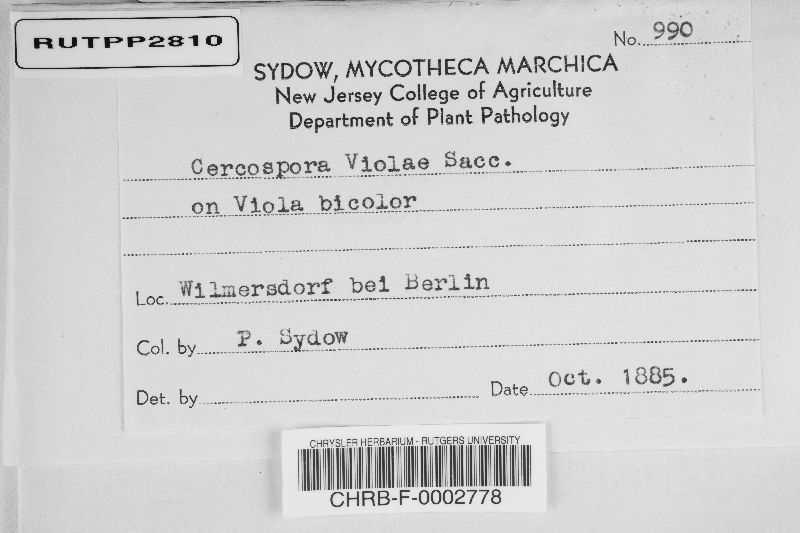 RUTPP2810
No. 990
SYDOW, MYCOTHECA MARCHICA
New Jersey College of Agriculture
Department of Plant Pathology
Cercospora Violae Sacc.
on Viola bicolor
Loc. Wilmersdorf bei Berlin
Col. by P. Sydow
Det. by Date Oct. 1885.
CHRYSLER HERBARIUM - RUTGERS UNIVERSITY
CHRB-F-0002778